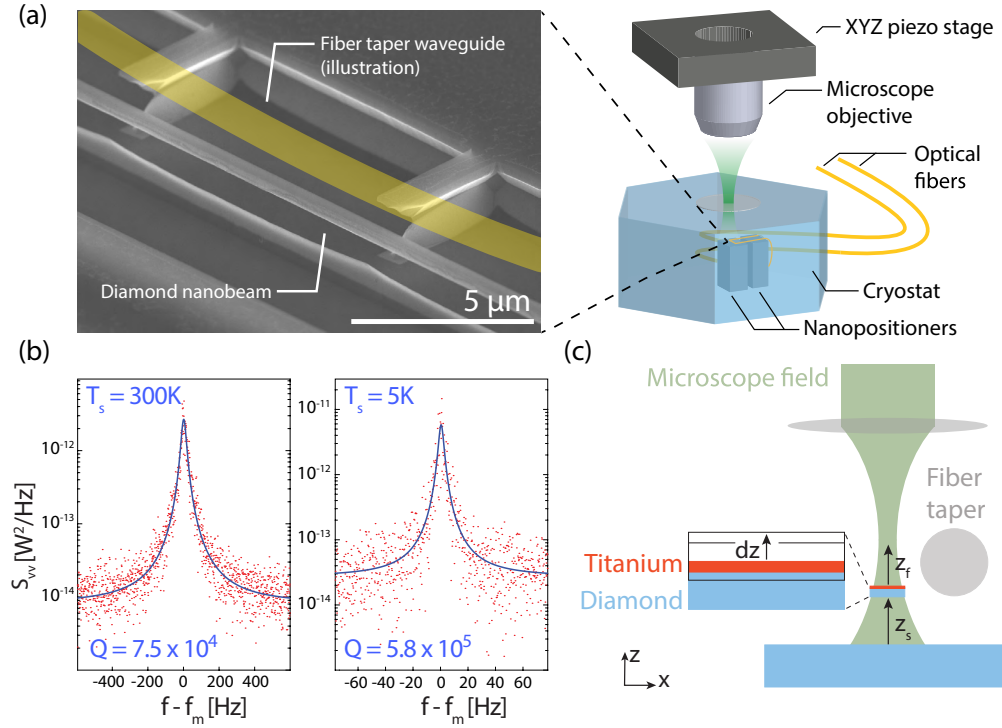 (a)
Fiber taper waveguide
(illustration)
Diamond nanobeam
5 μm
XYZ piezo stage
Microscope
objective
Optical
fibers
Cryostat
Nanopositioners
(b)
T_s = 300K
Q = 7.5 x 10^4
S_vv [W^2/Hz]
10^-12
10^-13
10^-14
-400 -200 0 200 400
f - f_m [Hz]
T_s = 5K
Q = 5.8 x 10^5
10^-11
10^-12
10^-13
10^-14
-60 -40 -20 0 20 40 60
f - f_m [Hz]
(c)
Microscope field
Fiber
taper
dz
Titanium
Diamond
z_f
z_s
z
x